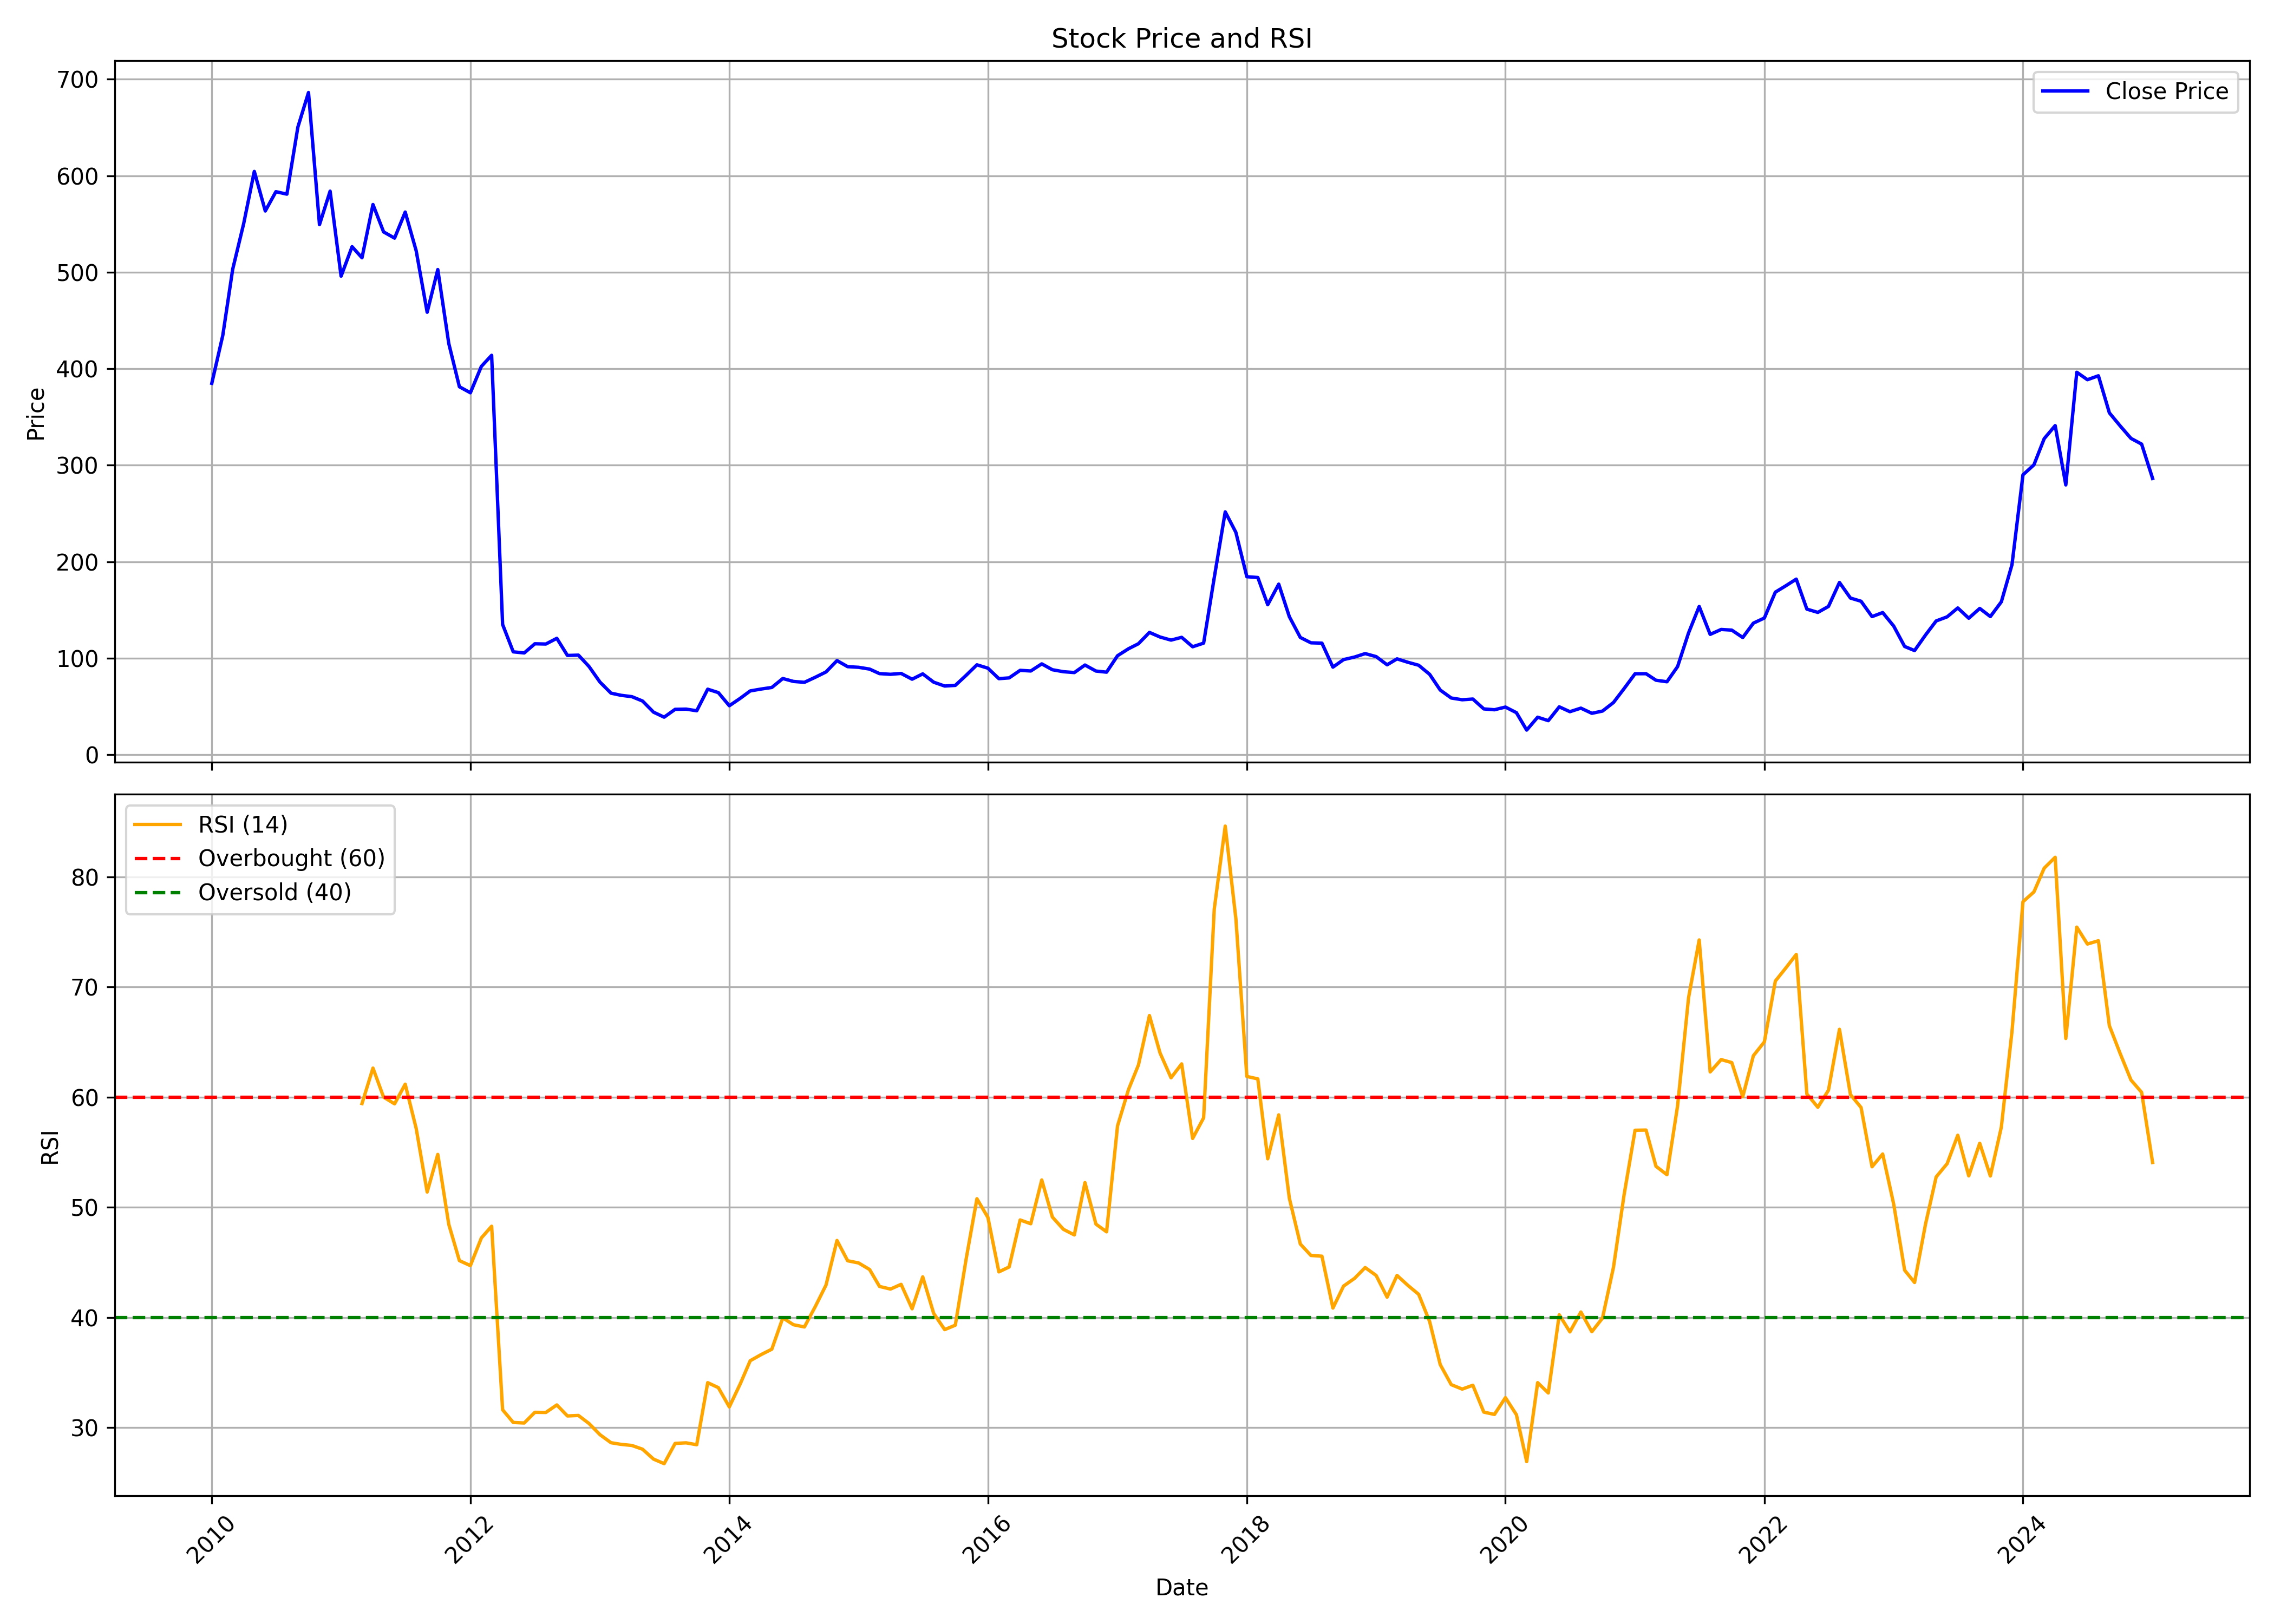 Stock Price and RSI
Close Price
Price
700
600
500
400
300
200
100
0
RSI (14)
Overbought (60)
Oversold (40)
RSI
80
70
60
50
40
30
2010
2012
2014
2016
2018
2020
2022
2024
Date